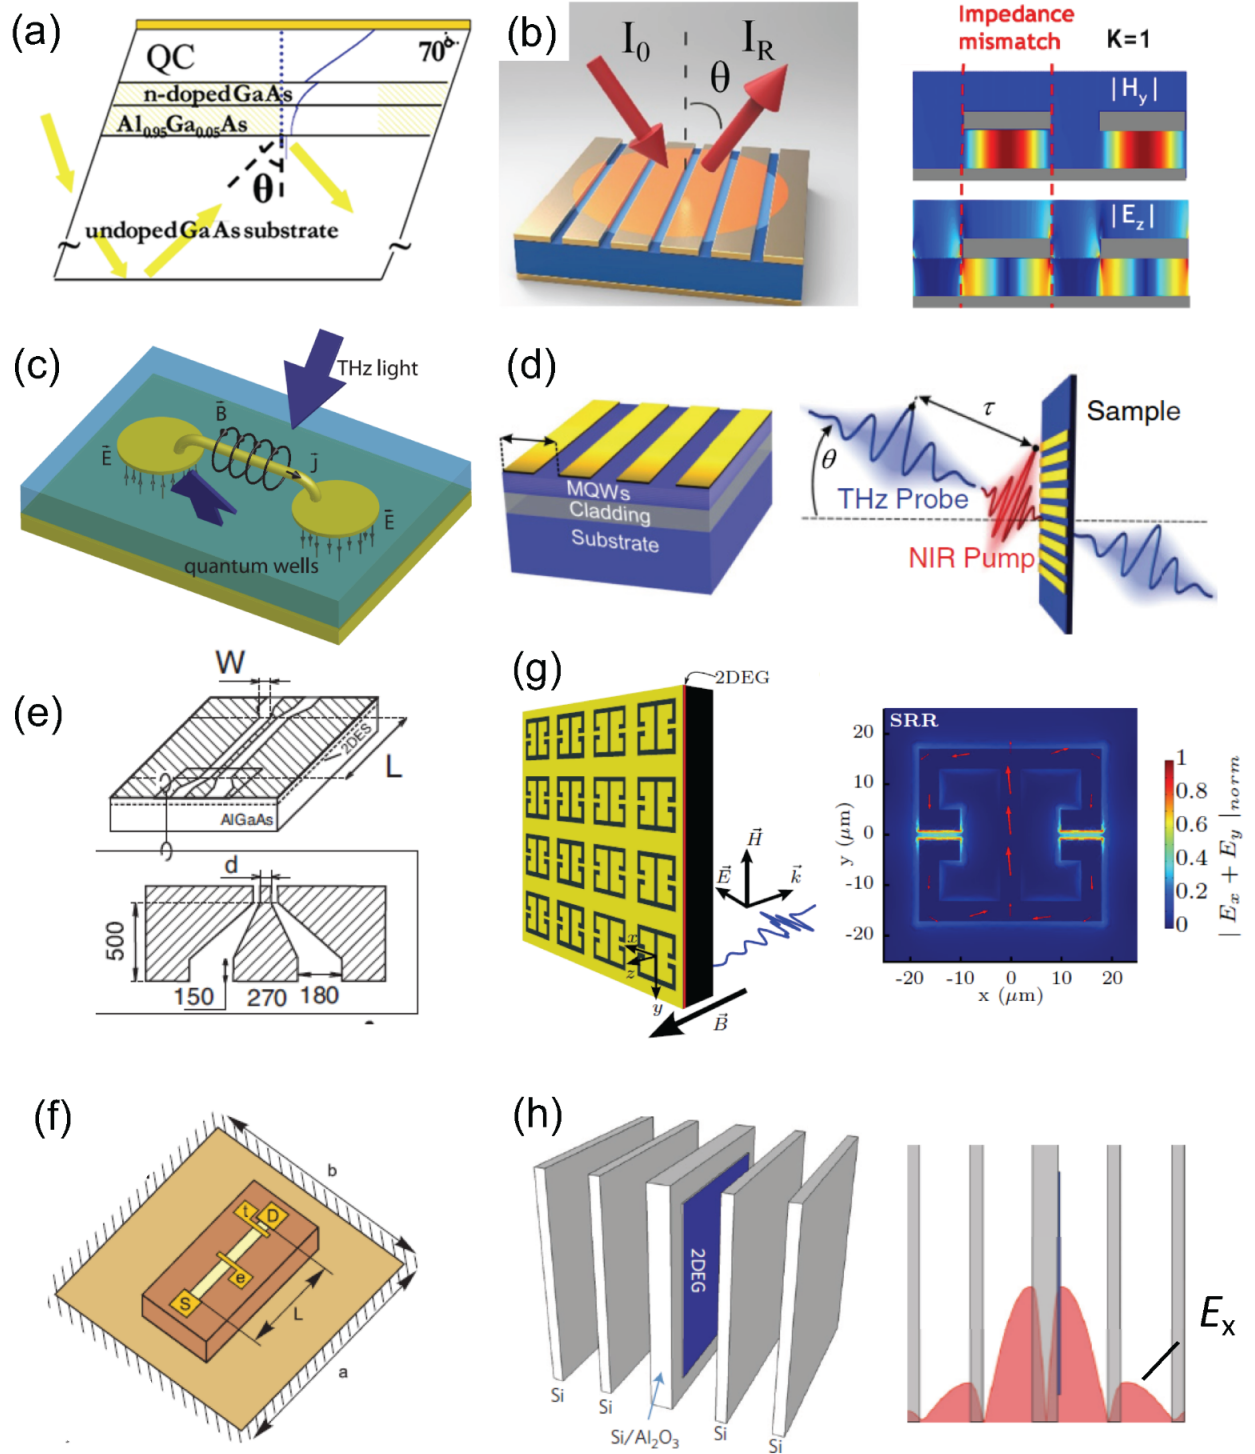 (a)
QC
70°
n-doped GaAs
Al0.95Ga0.05As
θ
undoped GaAs substrate
(b)
I0
IR
θ
Impedance
mismatch
K=1
|Hy|
|Ez|
(c)
THz light
B
J
E
E
quantum wells
(d)
MQWs
Cladding
Substrate
τ
Sample
θ
THz Probe
NIR Pump
(e)
W
2DES
L
AlGaAs
d
500
150
270
180
(g)
2DEG
H
E
k
x
z
y
B
SRR
20
10
0
-10
-20
y (μm)
-20
-10
0
10
20
x (μm)
1
0.8
0.6
0.4
0.2
0
| Ex + Ey |norm
(f)
b
t
D
e
S
L
a
(h)
2DEG
Si
Si
Si/Al2O3
Si
Si
Ex